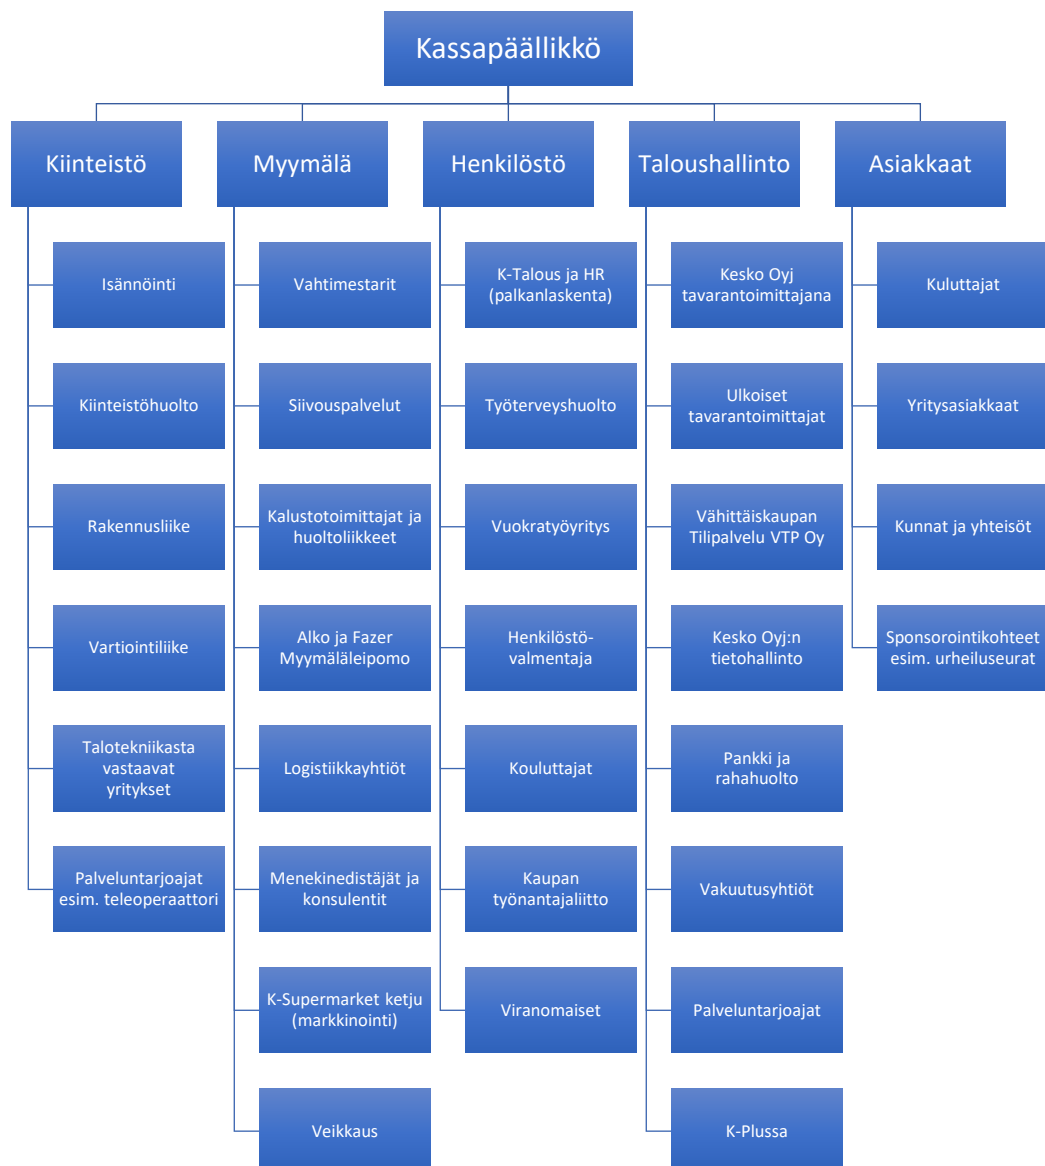 Kassapäällikkö
Kiinteistö
Isännöinti
Kiinteistöhuolto
Rakennusliike
Vartiointiliike
Talotekniikasta
vastaavat
yritykset
Palveluntarjoajat
esim. teleoperaattori
Myymälä
Vahtimestarit
Siivouspalvelut
Kalustotoimittajat ja
huoltoliikkeet
Alko ja Fazer
Myymäläleipomo
Logistiikkayhtiöt
Menekinedistäjät ja
konsulentit
K-Supermarket ketju
(markkinointi)
Veikkaus
Henkilöstö
K-Talous ja HR
(palkanlaskenta)
Työterveyshuolto
Vuokratyöyritys
Henkilöstö-
valmentaja
Kouluttajat
Kaupan
työnantajaliitto
Viranomaiset
Taloushallinto
Kesko Oyj
tavarantoimittajana
Ulkoiset
tavarantoimittajat
Vähittäiskaupan
Tilipalvelu VTP Oy
Kesko Oyj:n
tietohallinto
Pankki ja
rahahuolto
Vakuutusyhtiöt
Palveluntarjoajat
K-Plussa
Asiakkaat
Kuluttajat
Yritysasiakkaat
Kunnat ja yhteisöt
Sponsorointikohteet
esim. urheiluseurat